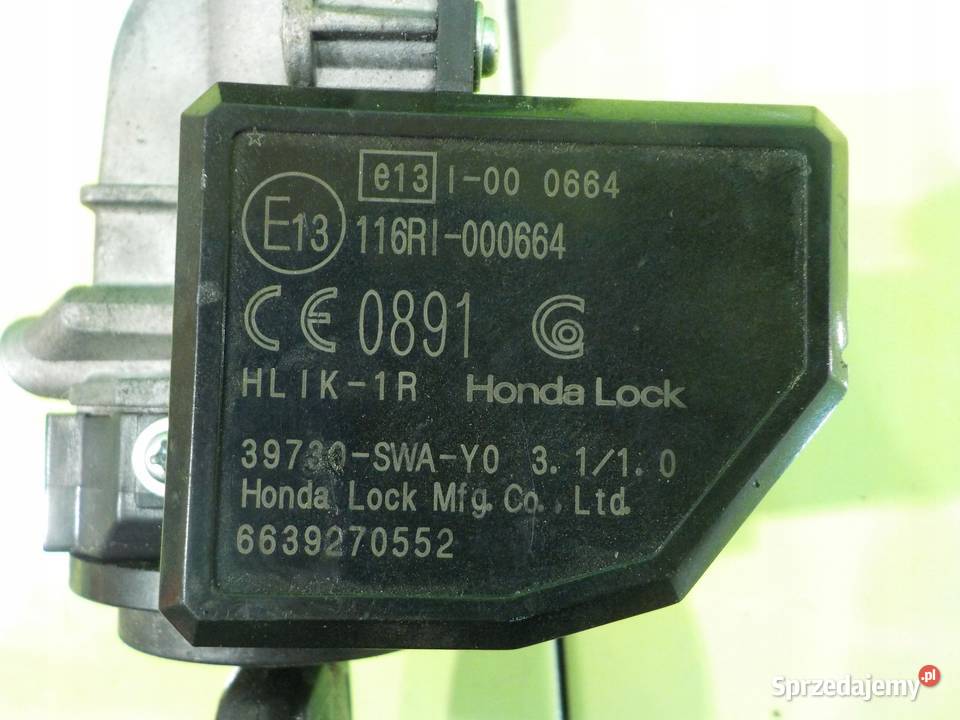 e13 I-00 0664
E13 116RI-000664
CE 0891
HLIK-1R Honda Lock
39730-SWA-Y0 3.1/1.0
Honda Lock Mfg. Co., Ltd.
6639270552
Sprzedajemy.pl